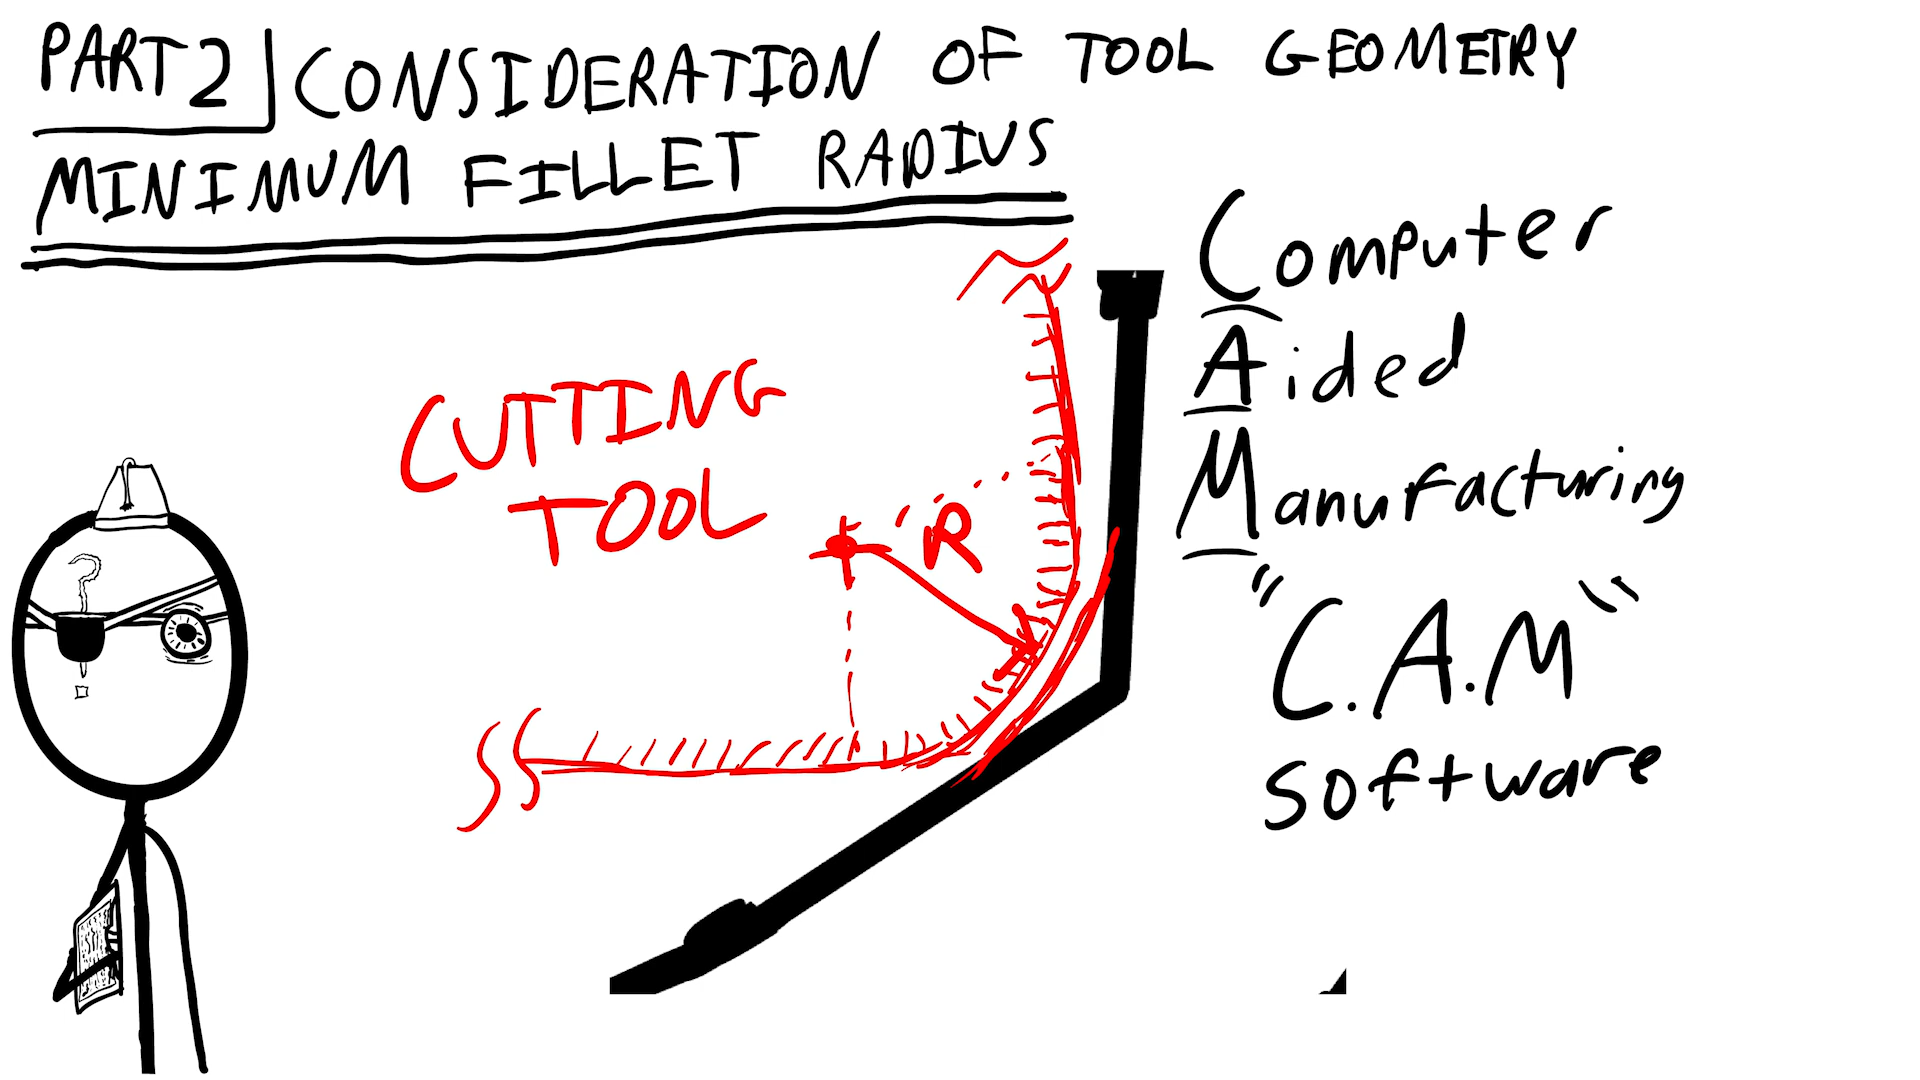 PART 2 CONSIDERATION OF TOOL GEOMETRY
MINIMUM FILLET RADIUS
CUTTING
TOOL
R
?
Computer
Aided
Manufacturing
"C.A.M"
software